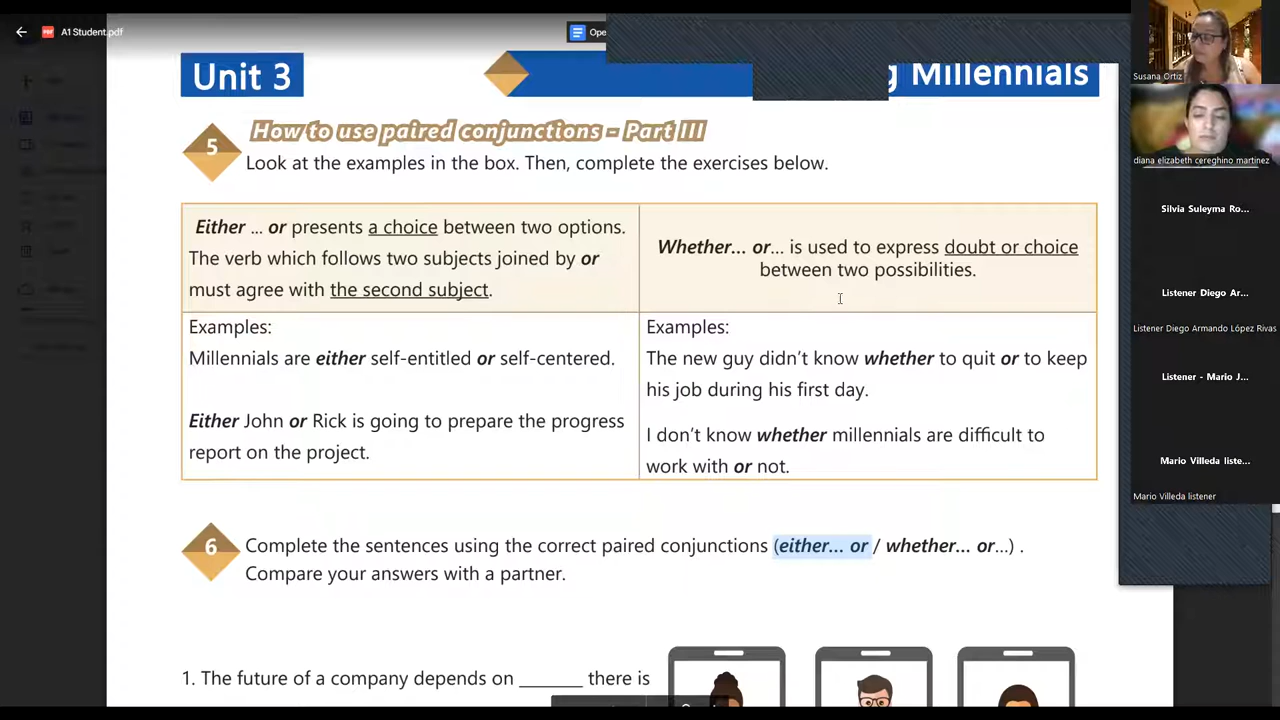 A1 Student.pdf
Ope
Susana Ortiz
Unit 3
Millennials
How to use paired conjunctions - Part III
5
Look at the examples in the box. Then, complete the exercises below.
diana elizabeth cereghino martinez
Silvia Suleyma Ro...
Either ... or presents a choice between two options.
The verb which follows two subjects joined by or
must agree with the second subject.
Whether... or... is used to express doubt or choice
between two possibilities.
Listener Diego Ar...
Listener Diego Armando López Rivas
Examples:
Millennials are either self-entitled or self-centered.
Either John or Rick is going to prepare the progress
report on the project.
Examples:
The new guy didn't know whether to quit or to keep
his job during his first day.
I don't know whether millennials are difficult to
work with or not.
Listener - Mario J...
Mario Villeda liste...
Mario Villeda listener
6
Complete the sentences using the correct paired conjunctions (either... or / whether... or...) .
Compare your answers with a partner.
1. The future of a company depends on _______ there is